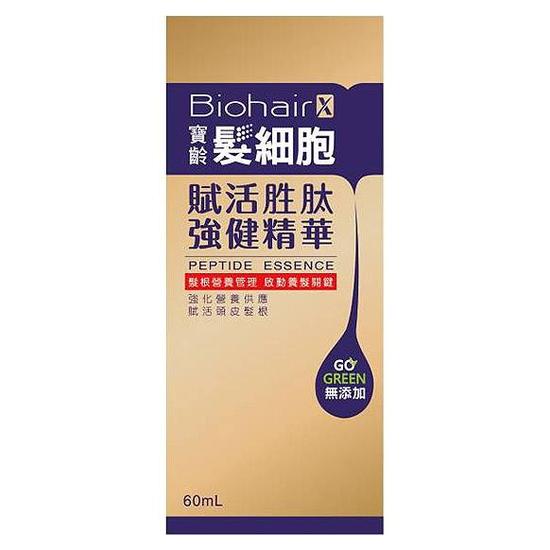 Biohair X
寶齡
髮細胞
賦活胜肽
強健精華
PEPTIDE ESSENCE
髮根營養管理 啟動養髮關鍵
強化營養供應
賦活頭皮髮根
GO
GREEN
無添加
60mL